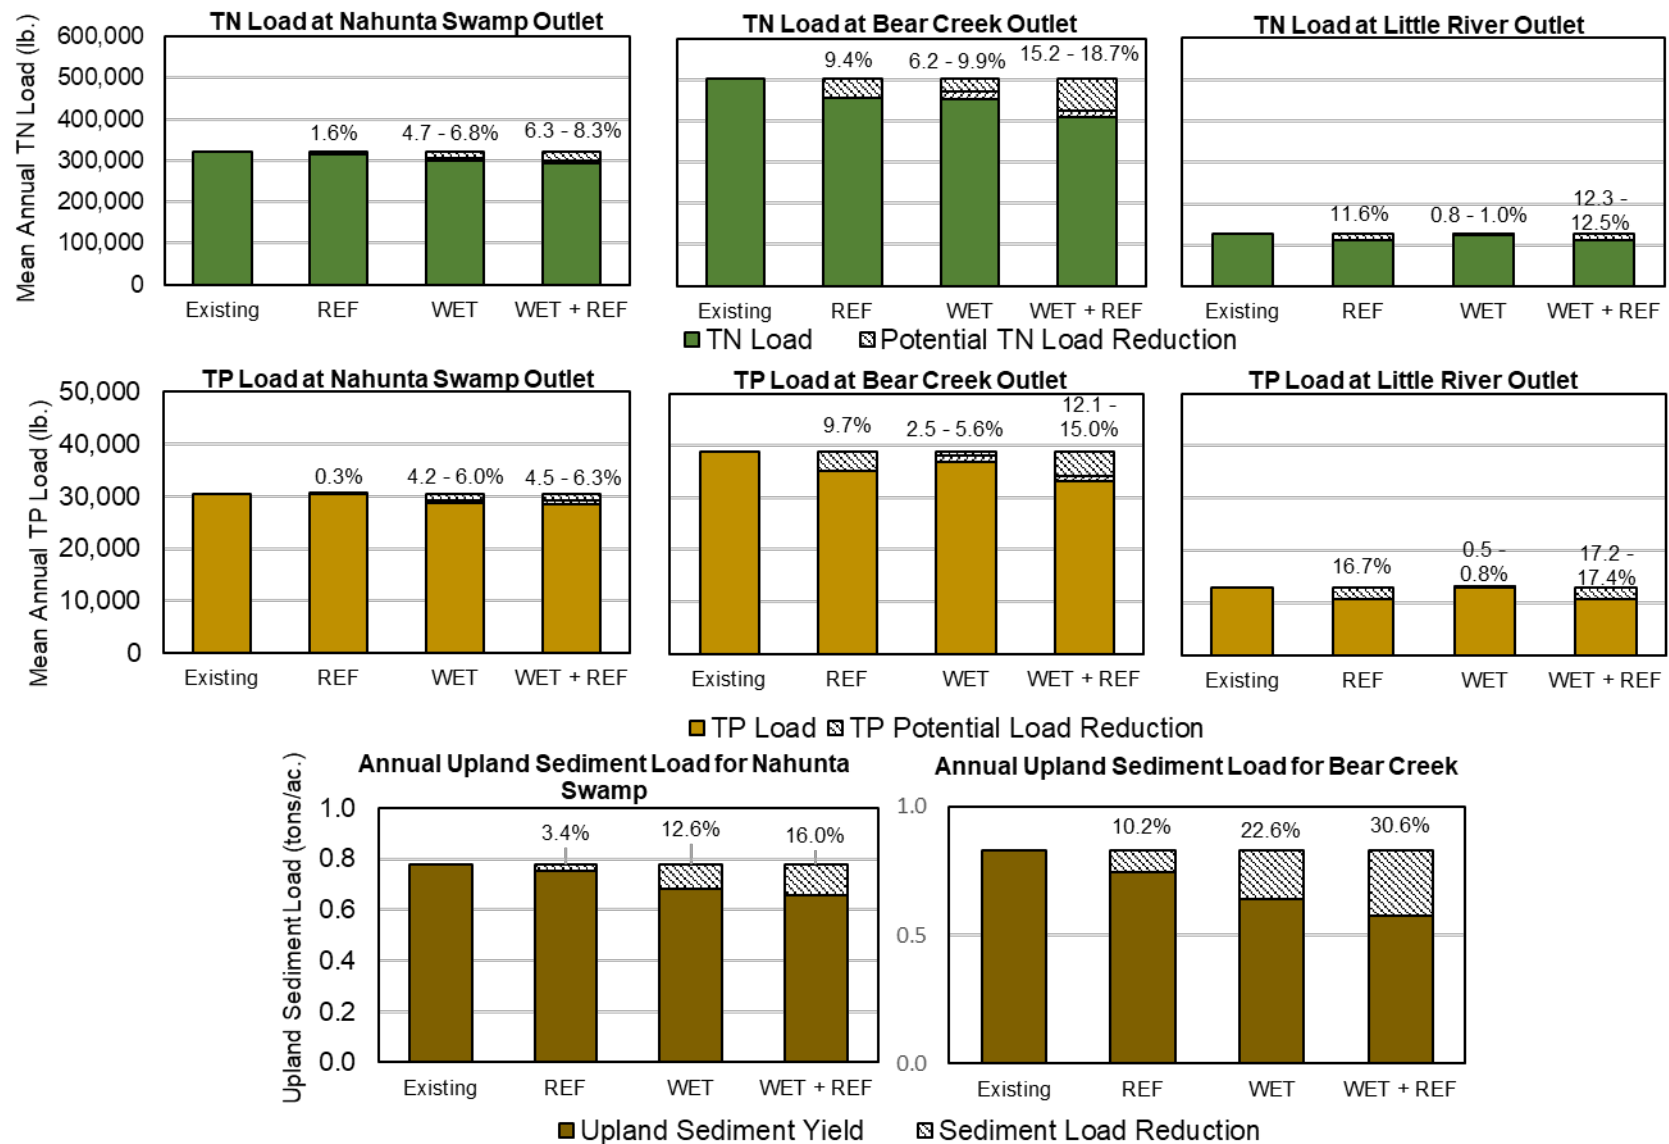 TN Load at Nahunta Swamp Outlet
TN Load at Bear Creek Outlet
TN Load at Little River Outlet
Mean Annual TN Load (lb.)
600,000
500,000
400,000
300,000
200,000
100,000
0
1.6%
4.7 - 6.8%
6.3 - 8.3%
Existing
REF
WET
WET + REF
9.4%
6.2 - 9.9%
15.2 - 18.7%
Existing
REF
WET
WET + REF
11.6%
0.8 - 1.0%
12.3 -
12.5%
Existing
REF
WET
WET + REF
TN Load
Potential TN Load Reduction
TP Load at Nahunta Swamp Outlet
TP Load at Bear Creek Outlet
TP Load at Little River Outlet
Mean Annual TP Load (lb.)
50,000
40,000
30,000
20,000
10,000
0
0.3%
4.2 - 6.0%
4.5 - 6.3%
Existing
REF
WET
WET + REF
9.7%
2.5 - 5.6%
12.1 -
15.0%
Existing
REF
WET
WET + REF
16.7%
0.5 -
0.8%
17.2 -
17.4%
Existing
REF
WET
WET + REF
TP Load
TP Potential Load Reduction
Annual Upland Sediment Load for Nahunta
Swamp
Annual Upland Sediment Load for Bear Creek
Upland Sediment Load (tons/ac.)
1.0
0.8
0.6
0.4
0.2
0.0
3.4%
12.6%
16.0%
Existing
REF
WET
WET + REF
1.0
0.5
0.0
10.2%
22.6%
30.6%
Existing
REF
WET
WET + REF
Upland Sediment Yield
Sediment Load Reduction